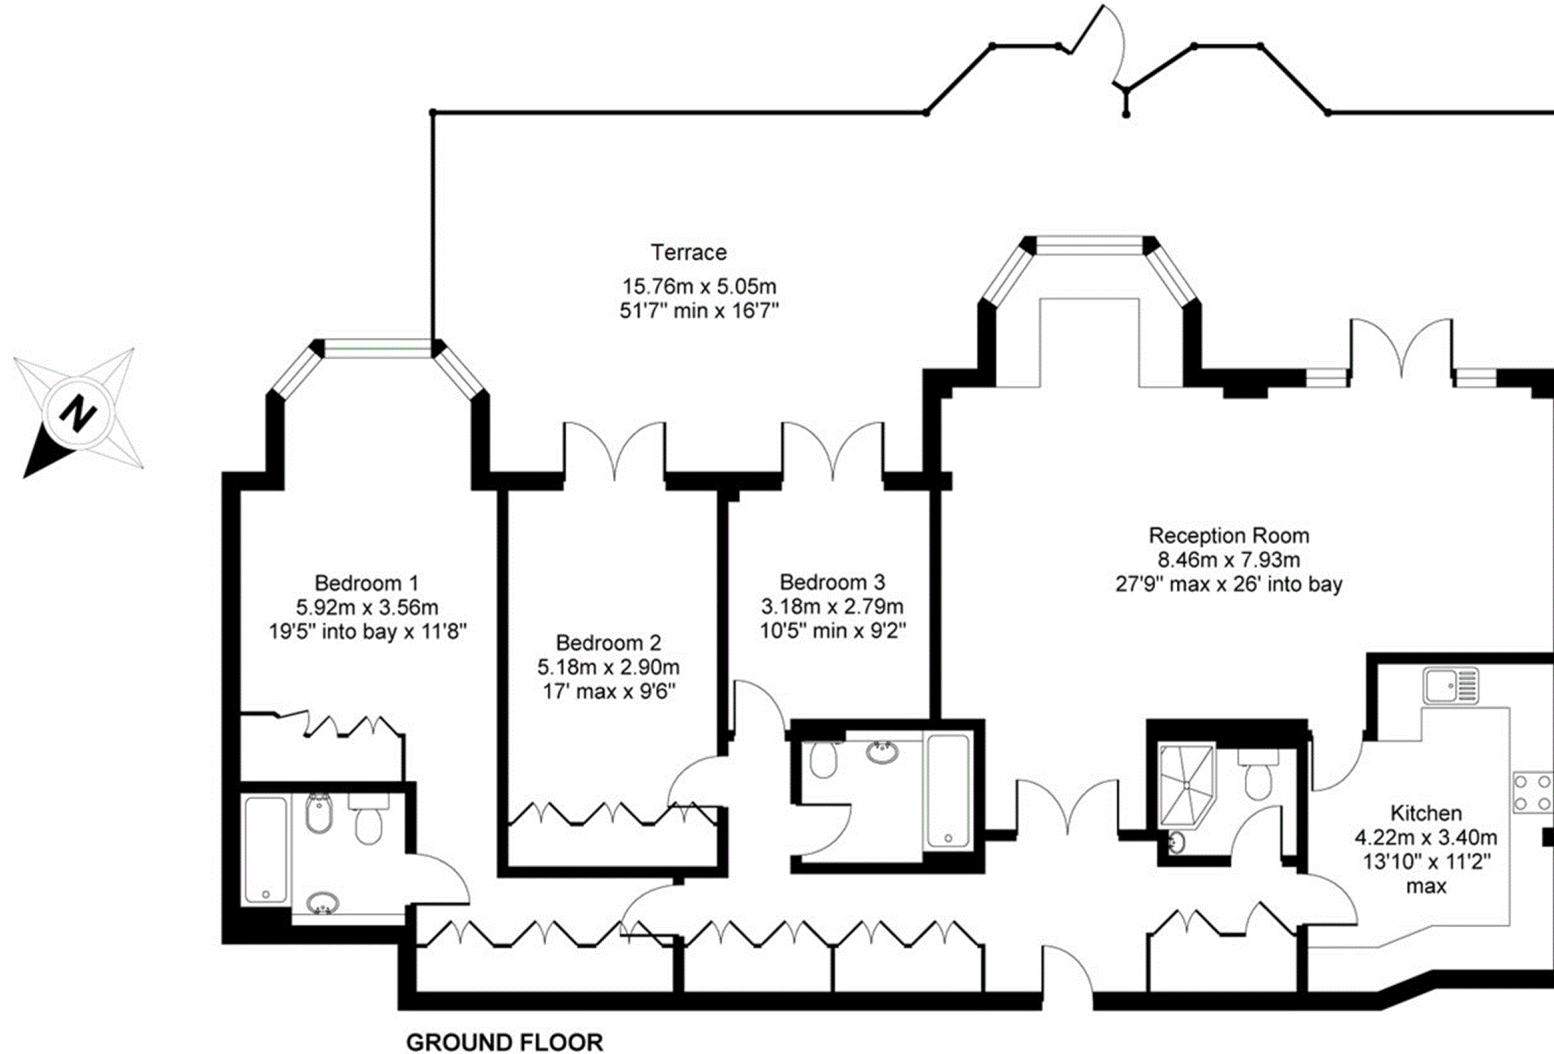 Terrace
15.76m x 5.05m
51'7" min x 16'7"
N
Reception Room
8.46m x 7.93m
27'9" max x 26' into bay
Bedroom 1
5.92m x 3.56m
19'5" into bay x 11'8"
Bedroom 2
5.18m x 2.90m
17' max x 9'6"
Bedroom 3
3.18m x 2.79m
10'5" min x 9'2"
Kitchen
4.22m x 3.40m
13'10" x 11'2"
max
GROUND FLOOR